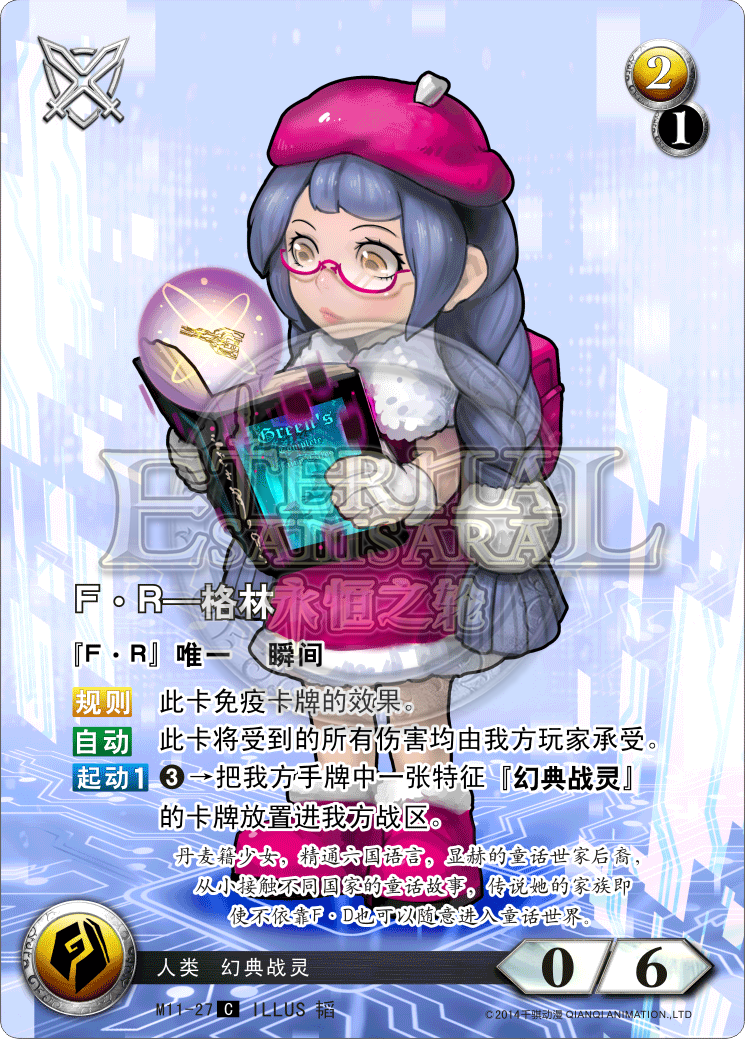 2
1
Green's
Complete
ETERNAL
SAMSARA
F·R—格林
永恒之轮
『F·R』唯一 瞬间
规则 此卡免疫卡牌的效果。
自动 此卡将受到的所有伤害均由我方玩家承受。
起动1 ❸→把我方手牌中一张特征『幻典战灵』
的卡牌放置进我方战区。
丹麦籍少女，精通六国语言，显赫的童话世家后裔，
从小接触不同国家的童话故事，传说她的家族即
使不依靠F·D也可以随意进入童话世界。
人类 幻典战灵
0/6
M11-27 C ILLUS 韬
©2014千骐动漫 QIANQI ANIMATION.,LTD